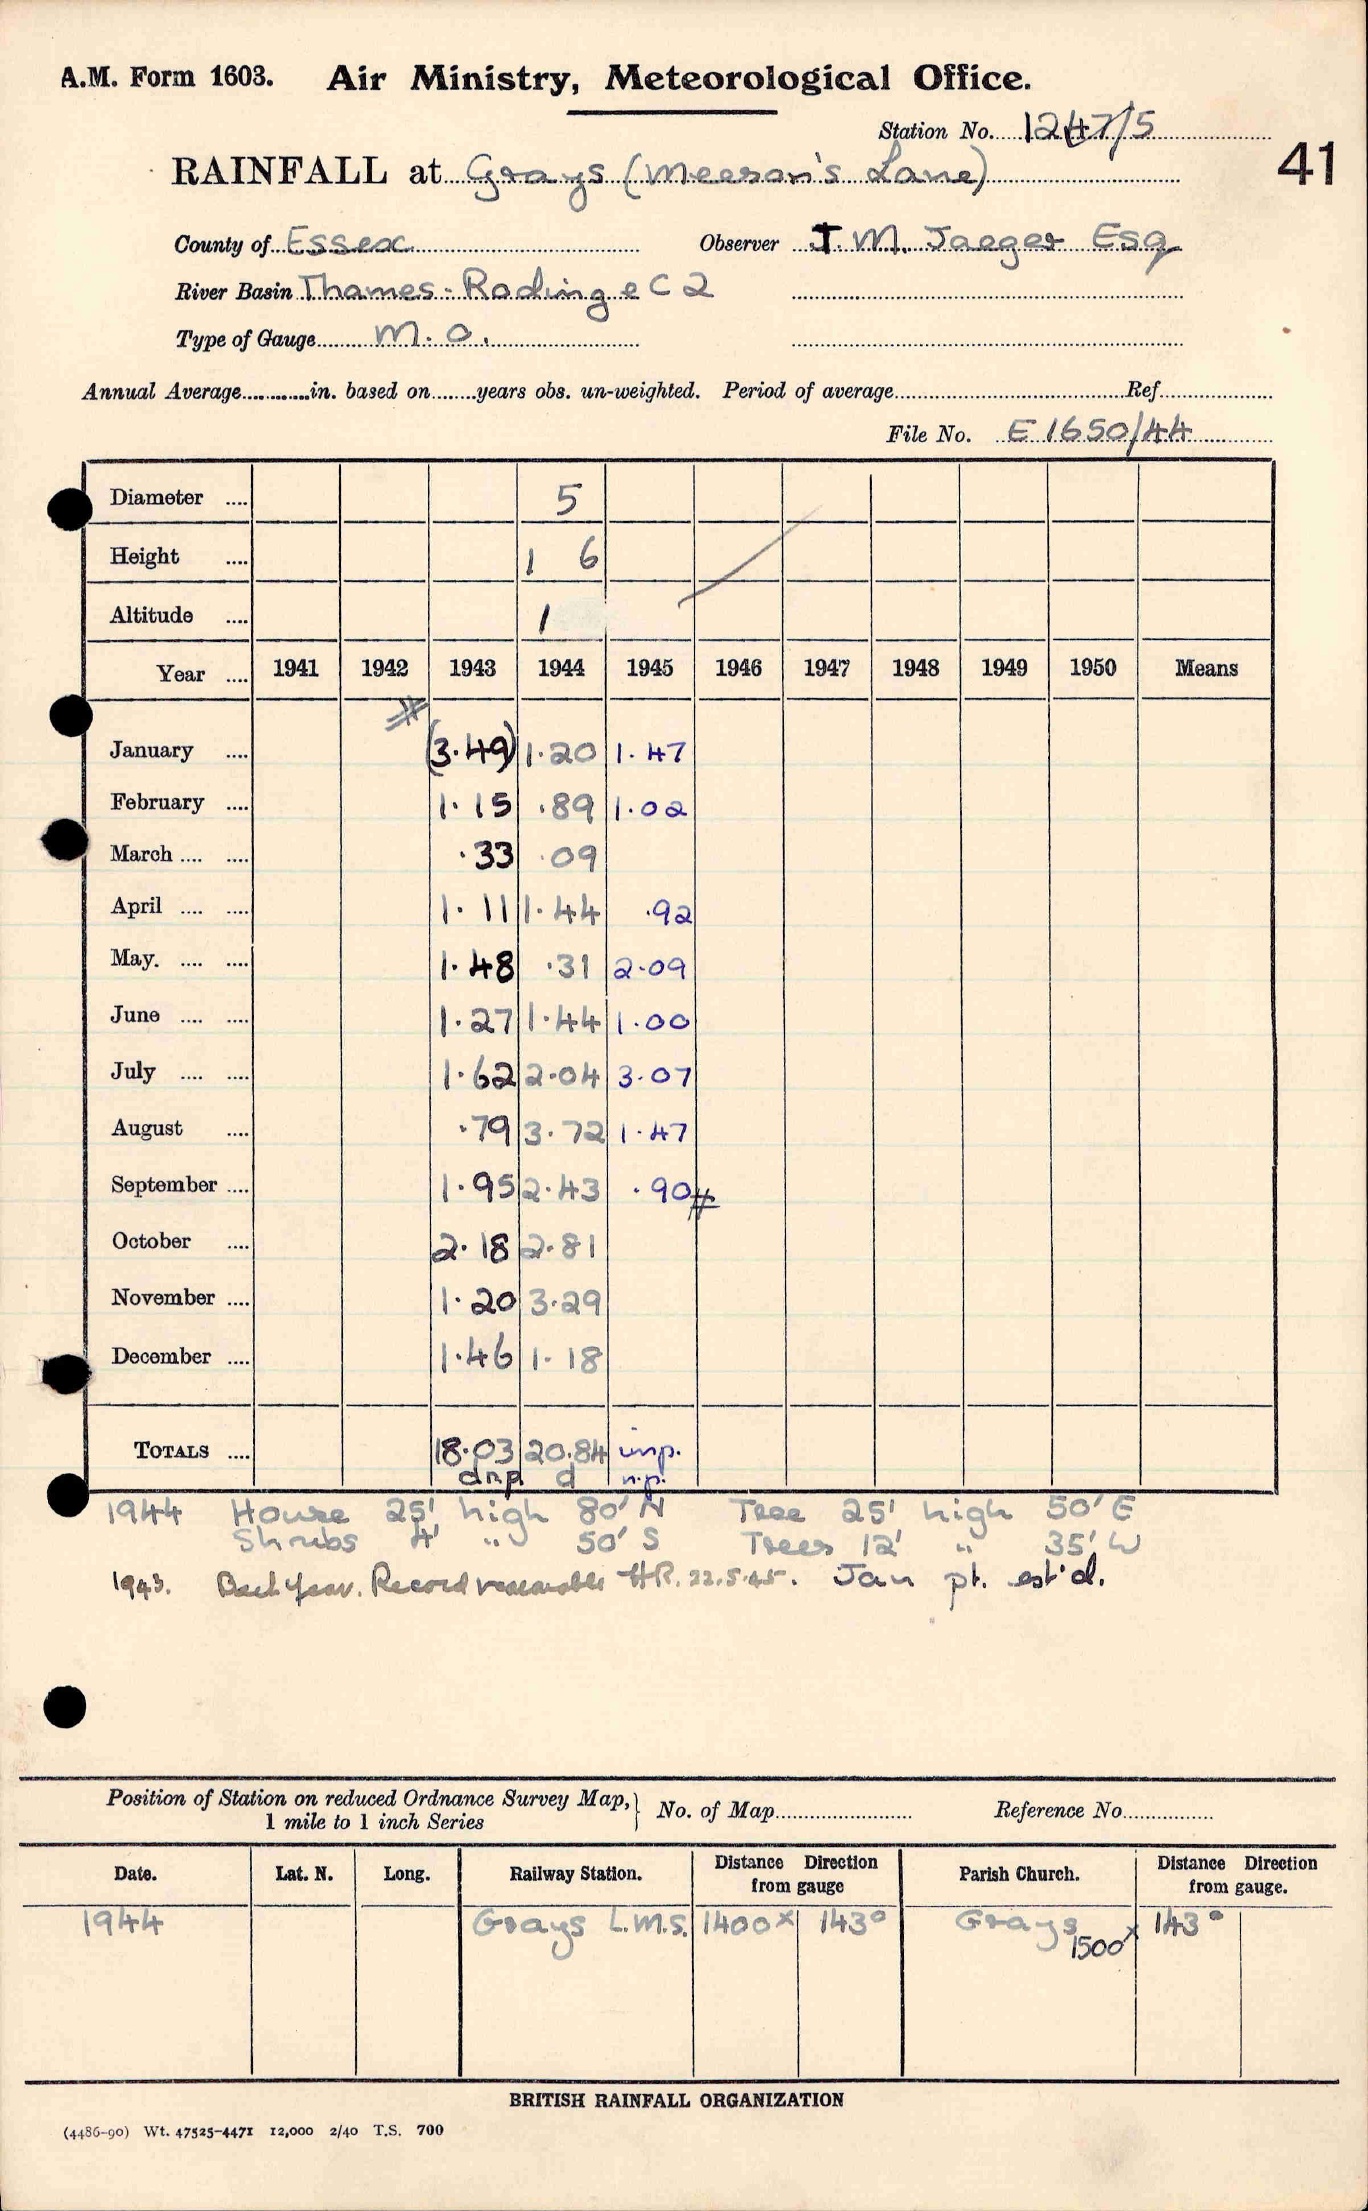 A.M. Form 1603. Air Ministry, Meteorological Office.
Station No. 1247/5
41
RAINFALL at Grays (Meeson's Lane)
County of Essex Observer J. M. Jaeger Esq
River Basin Thames-Roding e C2
Type of Gauge M.O.
Annual Average............in. based on........years obs. un-weighted. Period of average.......... Ref..........
File No. E 1650/44
Diameter .... 5
Height .... 1 6
Altitude .... 1
Year .... 1941 1942 1943 1944 1945 1946 1947 1948 1949 1950 Means
January .... (3.49) 1.20 1.47
February .... 1.15 .89 1.02
March .... .... .33 .09
April .... .... 1.11 1.44 .92
May. .... .... 1.48 .31 2.09
June .... .... 1.27 1.44 1.00
July .... .... 1.62 2.04 3.07
August .... .79 3.72 1.47
September .... 1.95 2.43 .90
October .... 2.18 2.81
November .... 1.20 3.29
December .... 1.46 1.18
TOTALS .... 18.03 20.84 inp.
dnp. d n.p.
1944 House 25' high 80' N Tree 25' high 50' E
Shrubs 4' " 50' S Trees 12' " 35' W
1943. Back year. Record reasonable HR. 22.5.45. Jan pt. est'd.
Position of Station on reduced Ordnance Survey Map, No. of Map.......... Reference No..........
1 mile to 1 inch Series
Date. Lat. N. Long. Railway Station. Distance Direction from gauge Parish Church. Distance Direction from gauge.
1944 Grays L.M.S. 1400x 143° Grays 1500x 143°
BRITISH RAINFALL ORGANIZATION
(4486-90) Wt. 47525-4471 12,000 2/40 T.S. 700